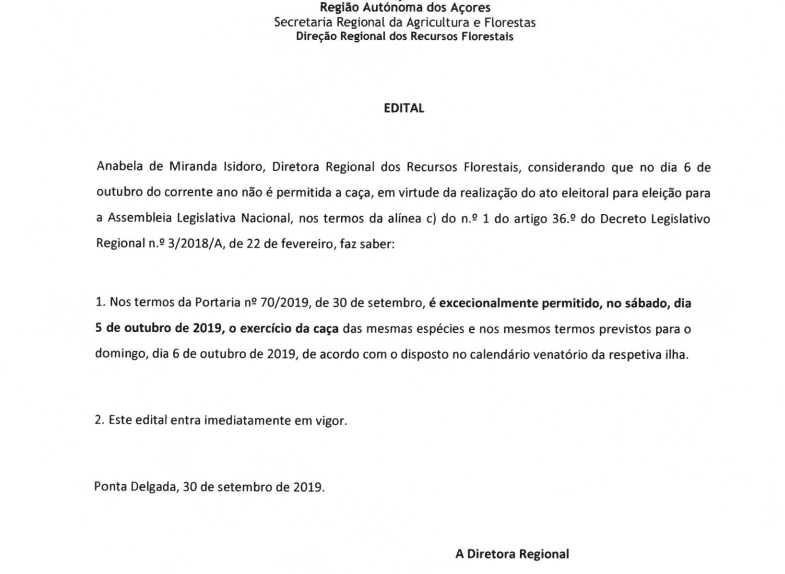 Região Autónoma dos Açores
Secretaria Regional da Agricultura e Florestas
Direção Regional dos Recursos Florestais
EDITAL
Anabela de Miranda Isidoro, Diretora Regional dos Recursos Florestais, considerando que no dia 6 de
outubro do corrente ano não é permitida a caça, em virtude da realização do ato eleitoral para eleição para
a Assembleia Legislativa Nacional, nos termos da alínea c) do n.º 1 do artigo 36.º do Decreto Legislativo
Regional n.º 3/2018/A, de 22 de fevereiro, faz saber:
1. Nos termos da Portaria nº 70/2019, de 30 de setembro, é excecionalmente permitido, no sábado, dia
5 de outubro de 2019, o exercício da caça das mesmas espécies e nos mesmos termos previstos para o
domingo, dia 6 de outubro de 2019, de acordo com o disposto no calendário venatório da respetiva ilha.
2. Este edital entra imediatamente em vigor.
Ponta Delgada, 30 de setembro de 2019.
A Diretora Regional